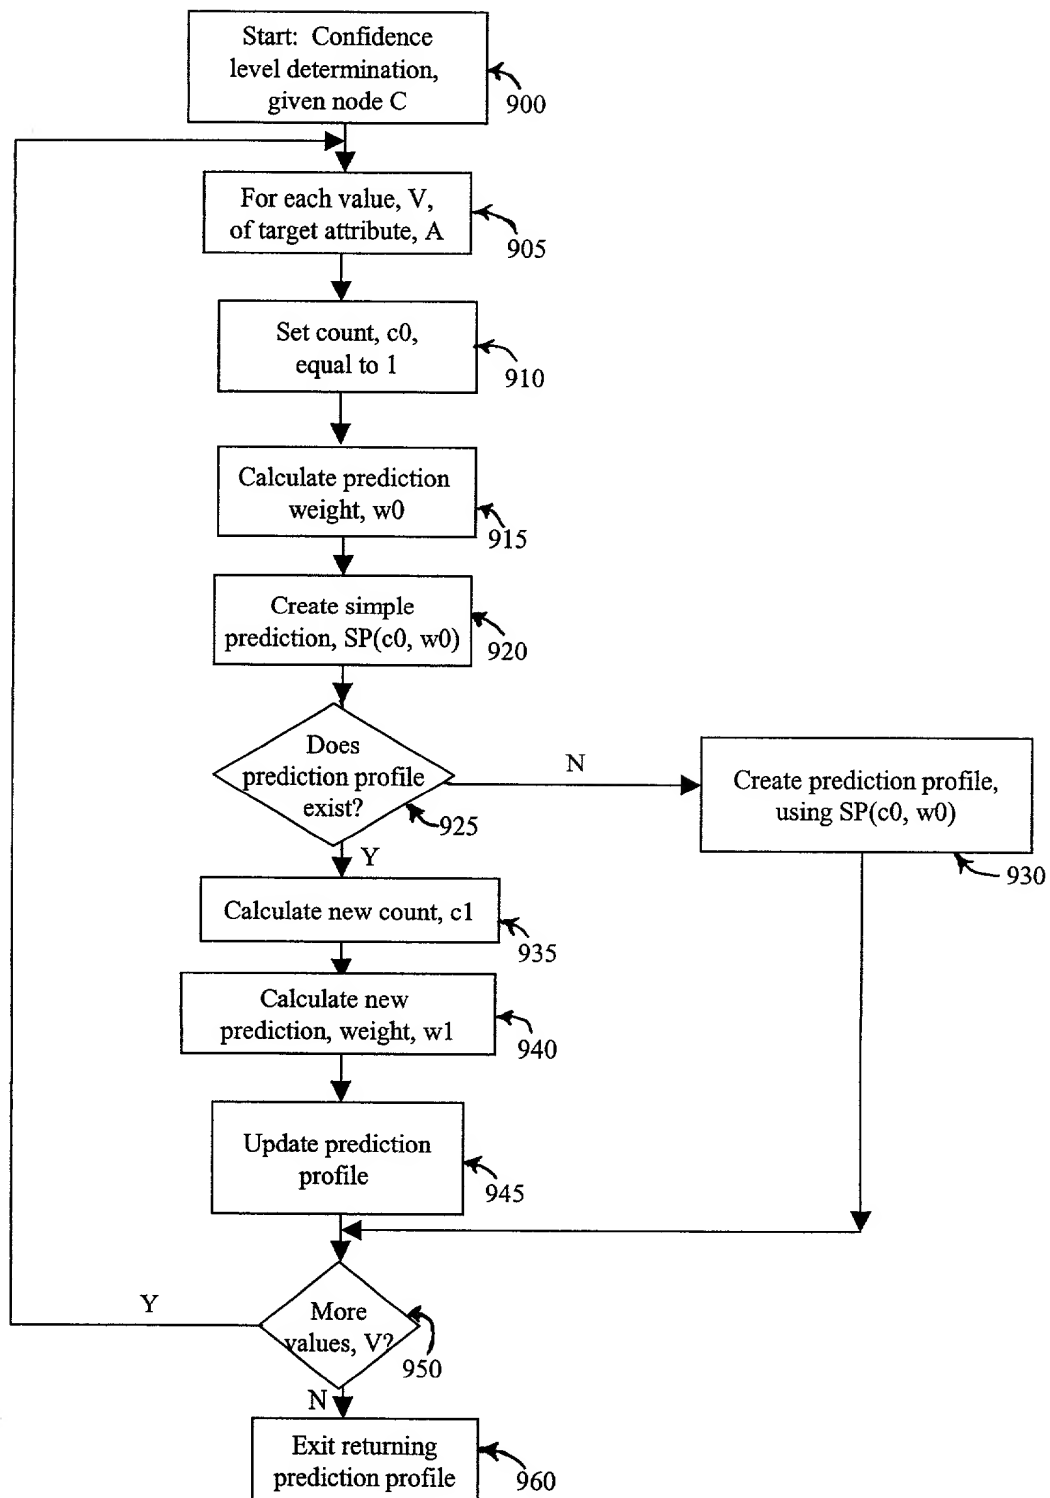 Start: Confidence
level determination,
given node C
900
For each value, V,
of target attribute, A
905
Set count, c0,
equal to 1
910
Calculate prediction
weight, w0
915
Create simple
prediction, SP(c0, w0)
920
Does
prediction profile
exist?
925
N
Create prediction profile,
using SP(c0, w0)
930
Y
Calculate new count, c1
935
Calculate new
prediction, weight, w1
940
Update prediction
profile
945
Y
More
values, V?
950
N
Exit returning
prediction profile
960